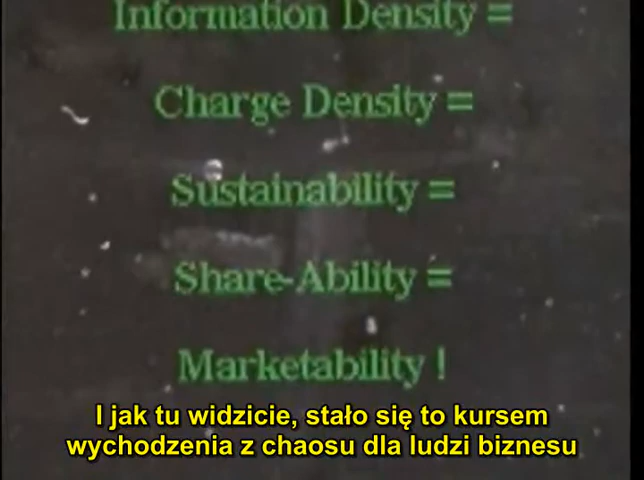 Information Density =
Charge Density =
Sustainability =
Share-Ability =
Marketability !
I jak tu widzicie, stało się to kursem
wychodzenia z chaosu dla ludzi biznesu